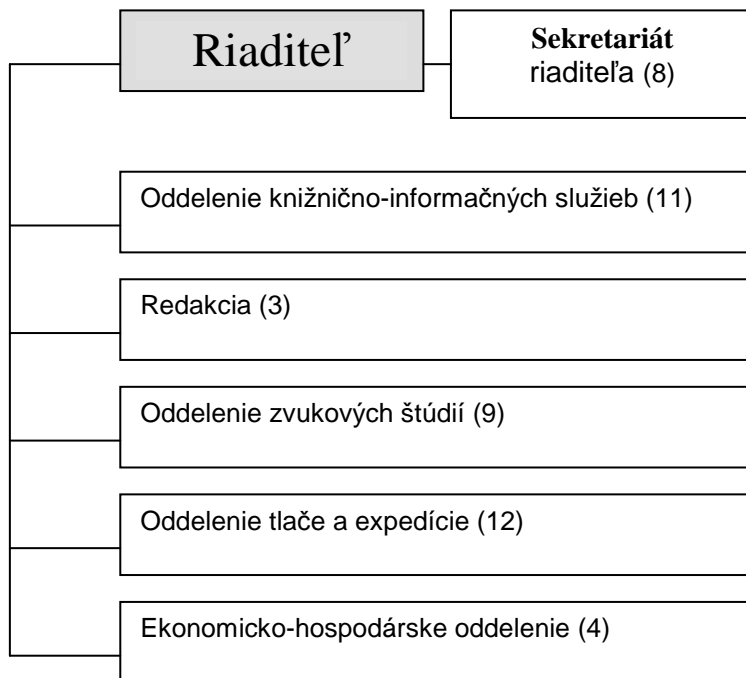 Riaditeľ
Sekretariát
riaditeľa (8)
Oddelenie knižnično-informačných služieb (11)
Redakcia (3)
Oddelenie zvukových štúdií (9)
Oddelenie tlače a expedície (12)
Ekonomicko-hospodárske oddelenie (4)